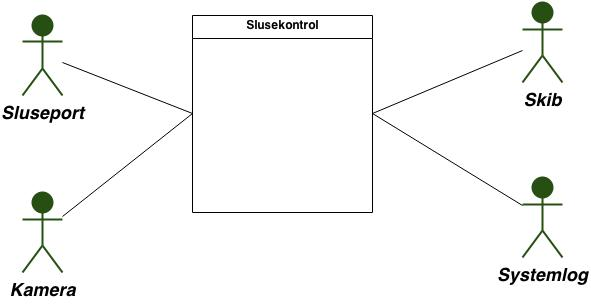 Slusekontrol
Sluseport
Skib
Kamera
Systemlog